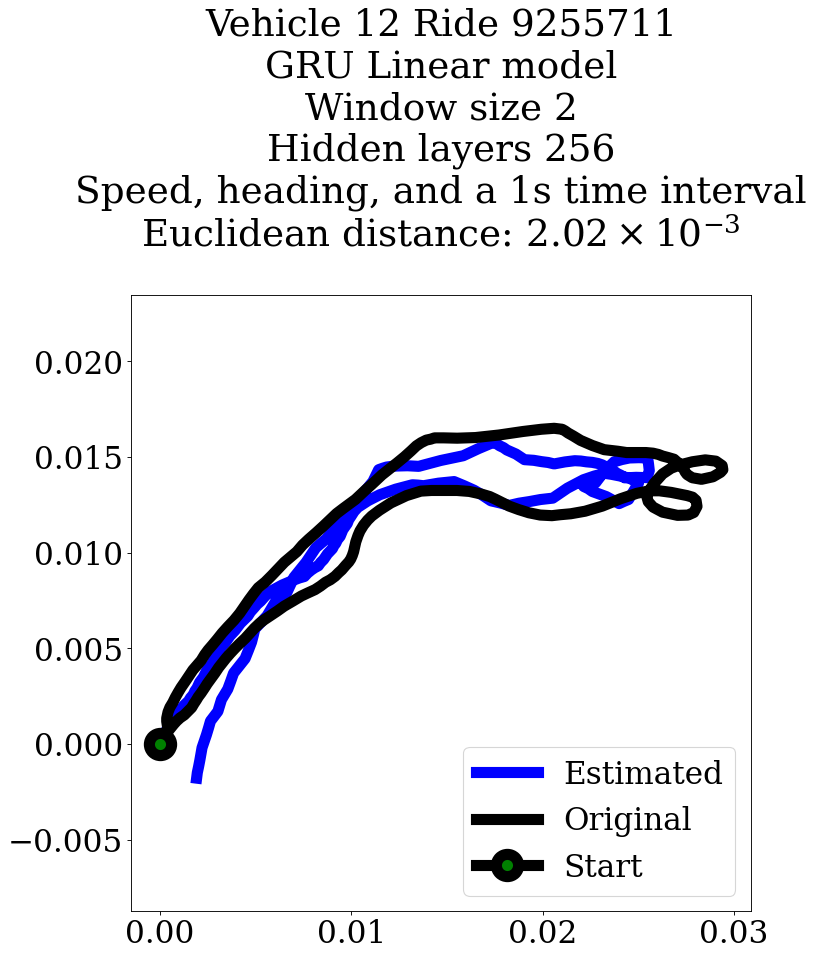 Vehicle 12 Ride 9255711
GRU Linear model
Window size 2
Hidden layers 256
Speed, heading, and a 1s time interval
Euclidean distance: 2.02 × 10⁻³
0.020
0.015
0.010
0.005
0.000
−0.005
Estimated
Original
Start
0.00 0.01 0.02 0.03